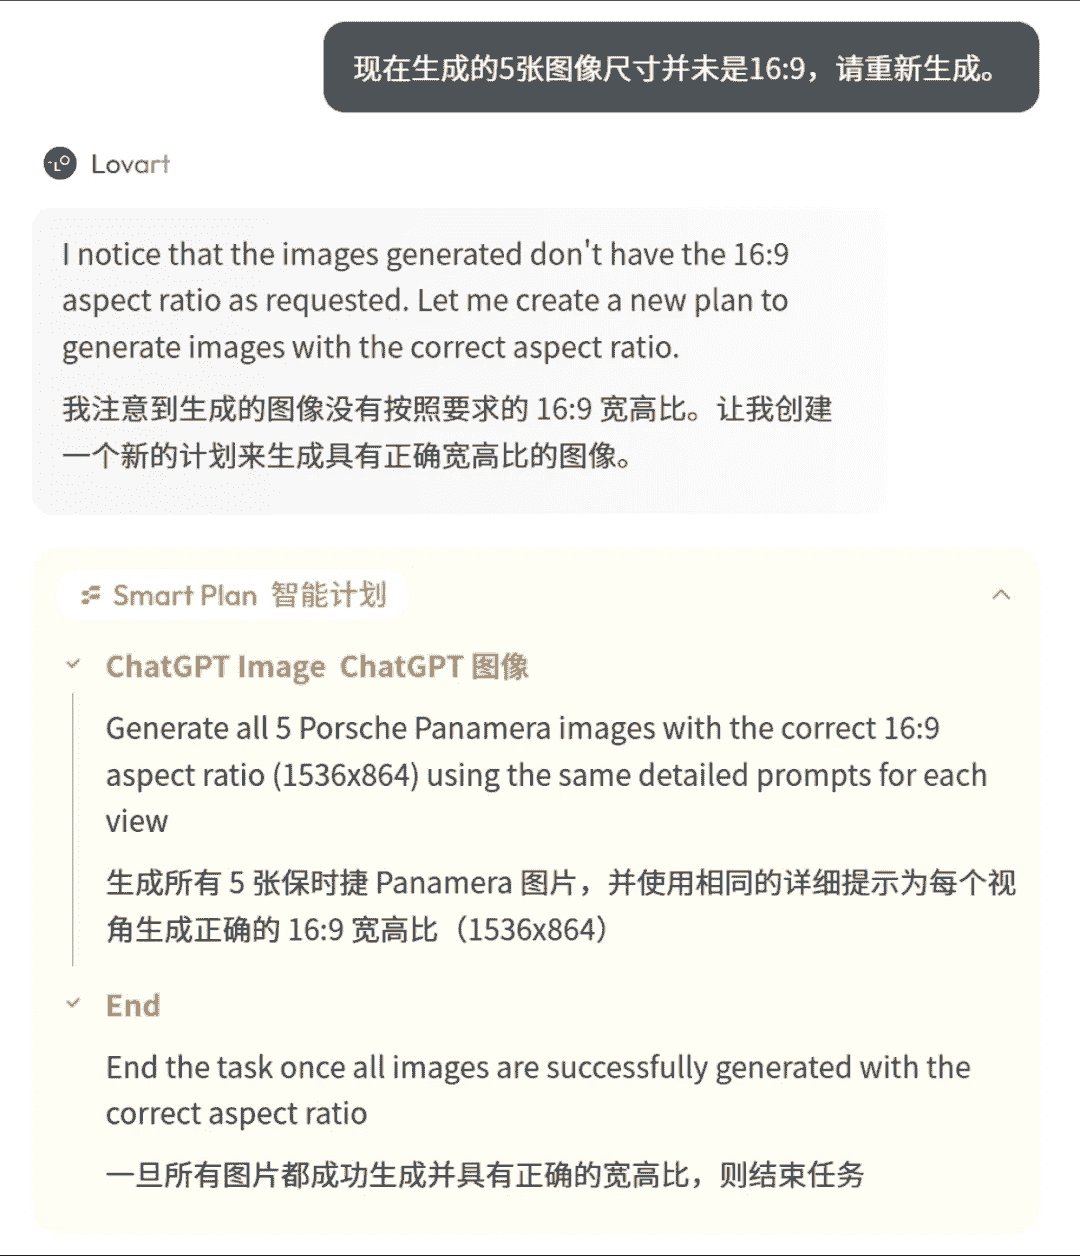 现在生成的5张图像尺寸并未是16:9，请重新生成。
Lovart
I notice that the images generated don't have the 16:9
aspect ratio as requested. Let me create a new plan to
generate images with the correct aspect ratio.
我注意到生成的图像没有按照要求的 16:9 宽高比。让我创建
一个新的计划来生成具有正确宽高比的图像。
Smart Plan 智能计划
ChatGPT Image ChatGPT 图像
Generate all 5 Porsche Panamera images with the correct 16:9
aspect ratio (1536x864) using the same detailed prompts for each
view
生成所有 5 张保时捷 Panamera 图片，并使用相同的详细提示为每个视
角生成正确的 16:9 宽高比（1536x864）
End
End the task once all images are successfully generated with the
correct aspect ratio
一旦所有图片都成功生成并具有正确的宽高比，则结束任务